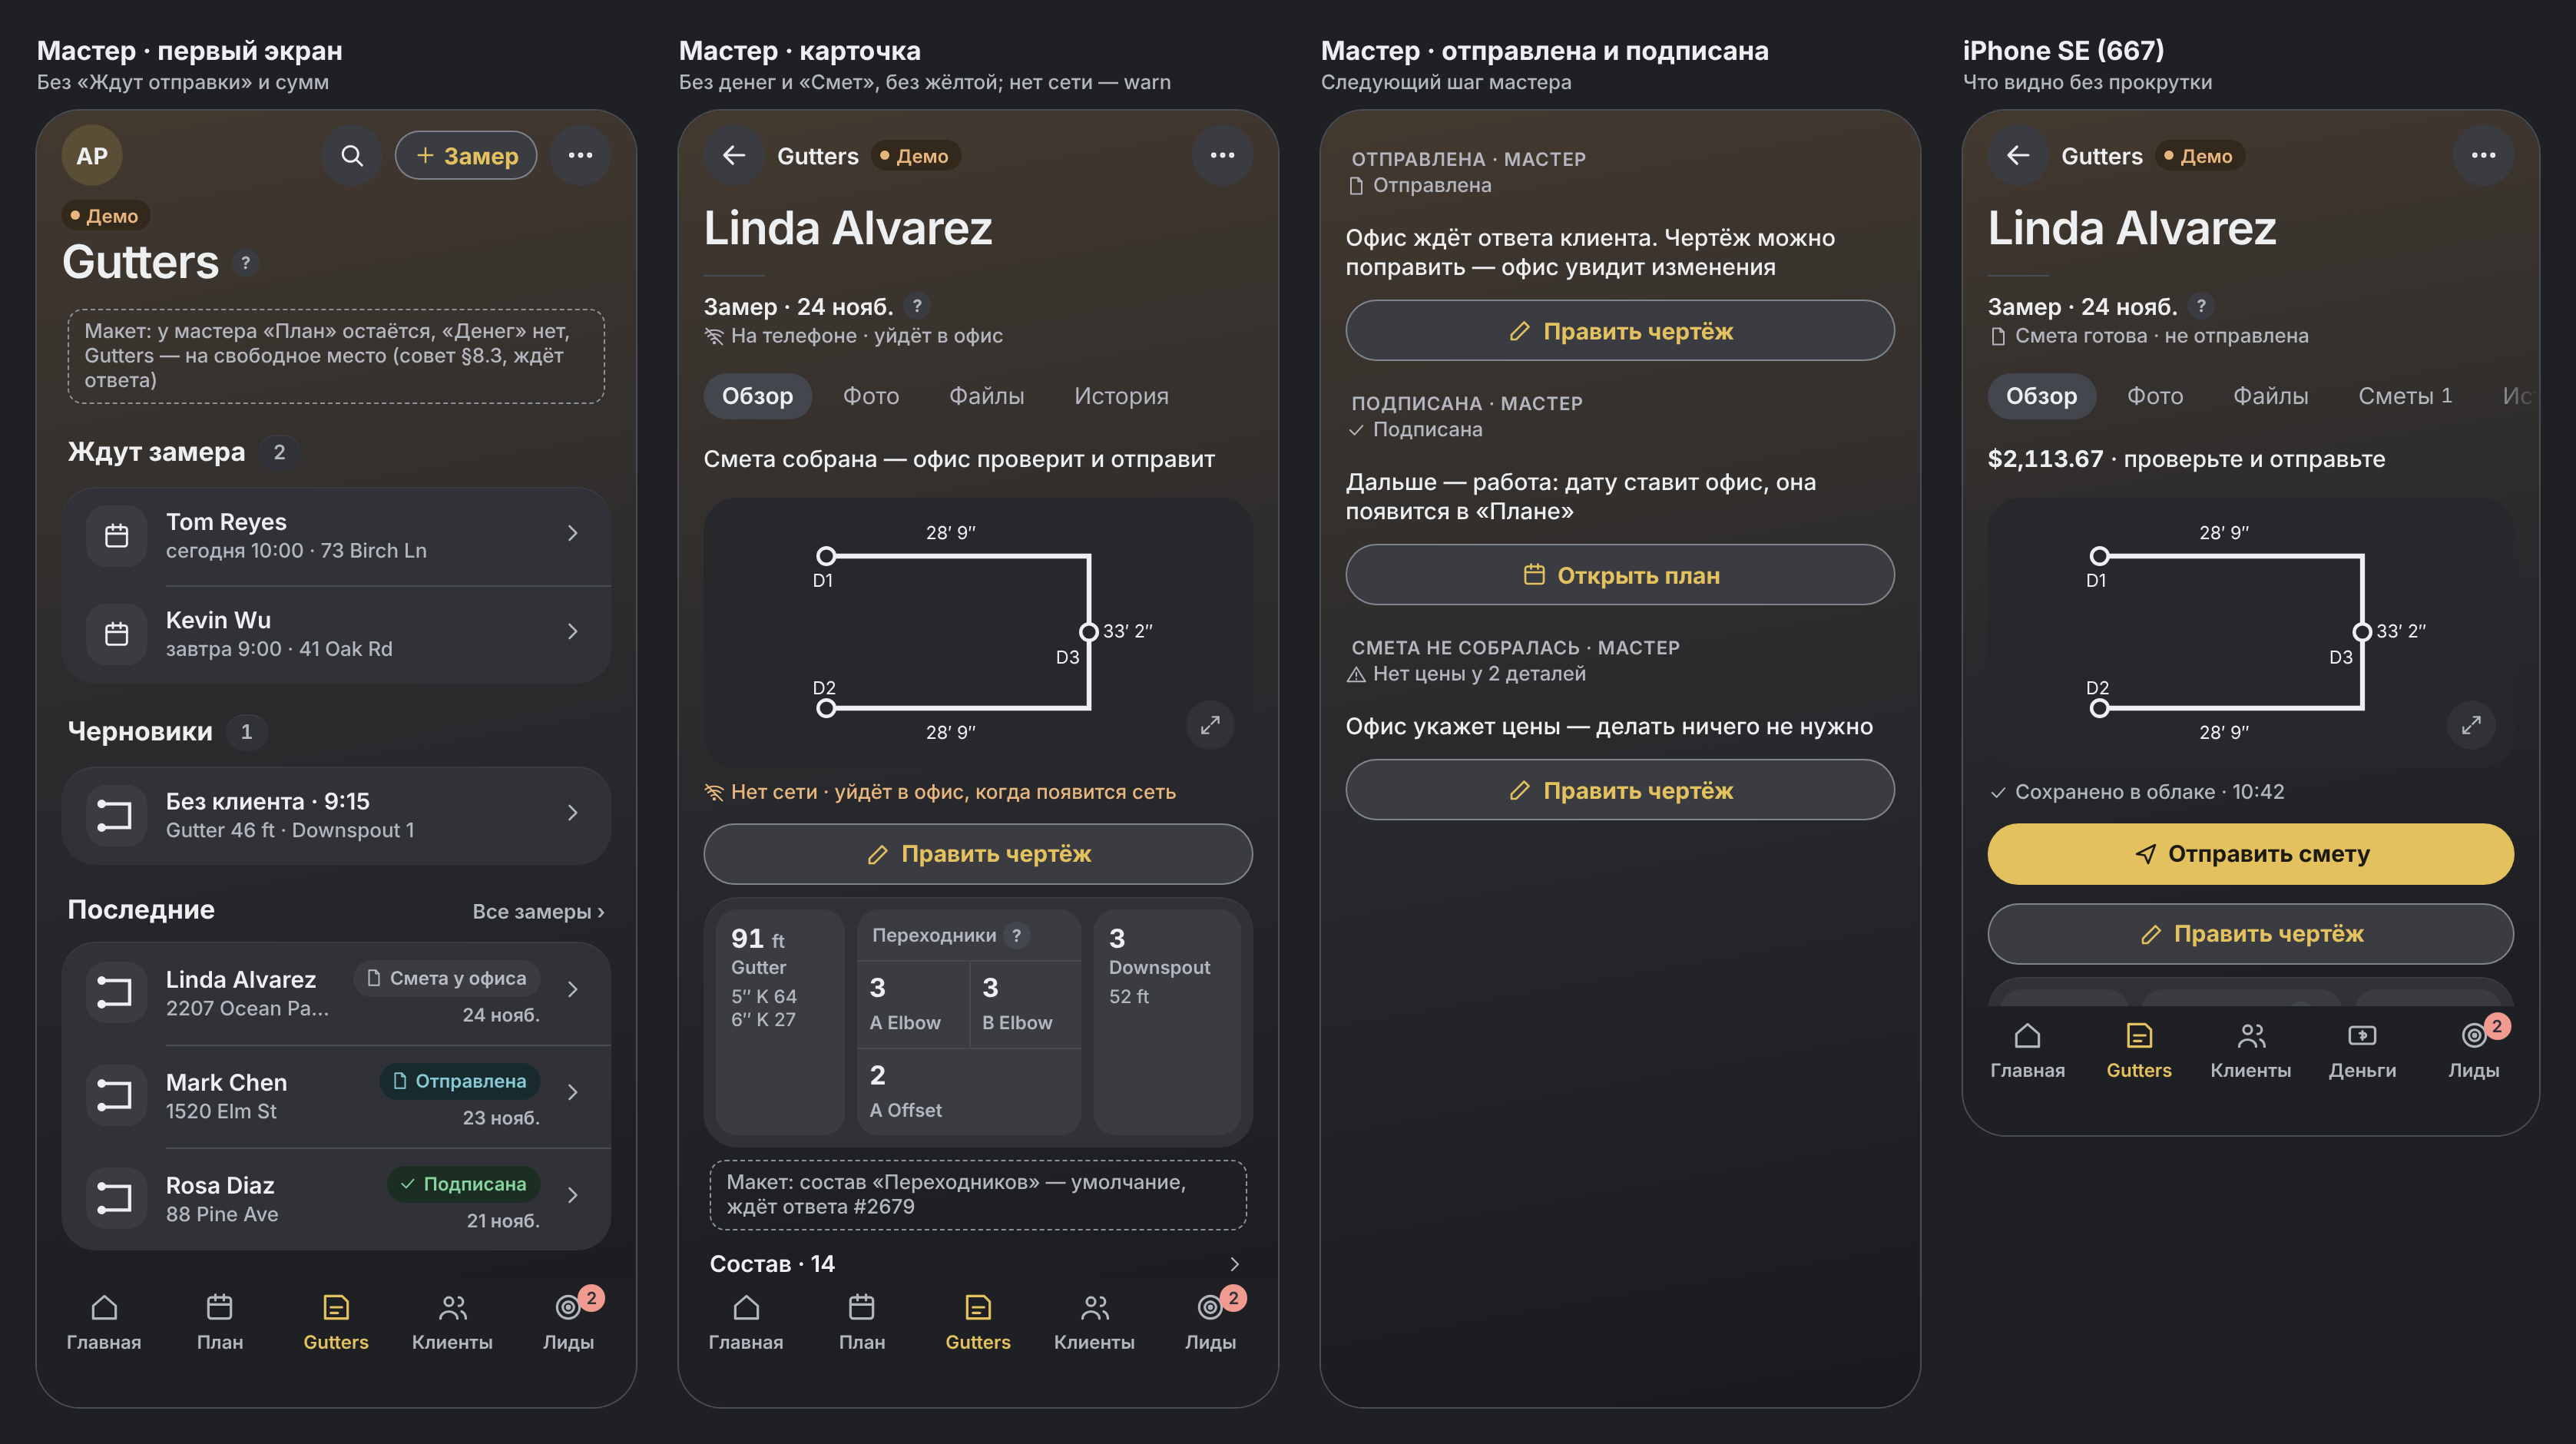 Мастер · первый экран
Без «Ждут отправки» и сумм
AP
+ Замер
Демо
Gutters ?
Макет: у мастера «План» остаётся, «Денег» нет,
Gutters — на свободное место (совет §8.3, ждёт
ответа)
Ждут замера 2
Tom Reyes
сегодня 10:00 · 73 Birch Ln
Kevin Wu
завтра 9:00 · 41 Oak Rd
Черновики 1
Без клиента · 9:15
Gutter 46 ft · Downspout 1
Последние Все замеры ›
Linda Alvarez Смета у офиса
2207 Ocean Pa... 24 нояб.
Mark Chen Отправлена
1520 Elm St 23 нояб.
Rosa Diaz Подписана
88 Pine Ave 21 нояб.
2
Главная План Gutters Клиенты Лиды
Мастер · карточка
Без денег и «Смет», без жёлтой; нет сети — warn
Gutters Демо
Linda Alvarez
Замер · 24 нояб. ?
На телефоне · уйдёт в офис
Обзор Фото Файлы История
Смета собрана — офис проверит и отправит
28′ 9″
D1
33′ 2″
D3
D2
28′ 9″
Нет сети · уйдёт в офис, когда появится сеть
Править чертёж
91 ft
Gutter
5″ K 64
6″ K 27
Переходники ?
3
A Elbow
3
B Elbow
2
A Offset
3
Downspout
52 ft
Макет: состав «Переходников» — умолчание,
ждёт ответа #2679
Состав · 14
2
Главная План Gutters Клиенты Лиды
Мастер · отправлена и подписана
Следующий шаг мастера
ОТПРАВЛЕНА · МАСТЕР
Отправлена
Офис ждёт ответа клиента. Чертёж можно
поправить — офис увидит изменения
Править чертёж
ПОДПИСАНА · МАСТЕР
Подписана
Дальше — работа: дату ставит офис, она
появится в «Плане»
Открыть план
СМЕТА НЕ СОБРАЛАСЬ · МАСТЕР
Нет цены у 2 деталей
Офис укажет цены — делать ничего не нужно
Править чертёж
iPhone SE (667)
Что видно без прокрутки
Gutters Демо
Linda Alvarez
Замер · 24 нояб. ?
Смета готова · не отправлена
Обзор Фото Файлы Сметы 1 Ис
$2,113.67 · проверьте и отправьте
28′ 9″
D1
33′ 2″
D3
D2
28′ 9″
Сохранено в облаке · 10:42
Отправить смету
Править чертёж
2
Главная Gutters Клиенты Деньги Лиды